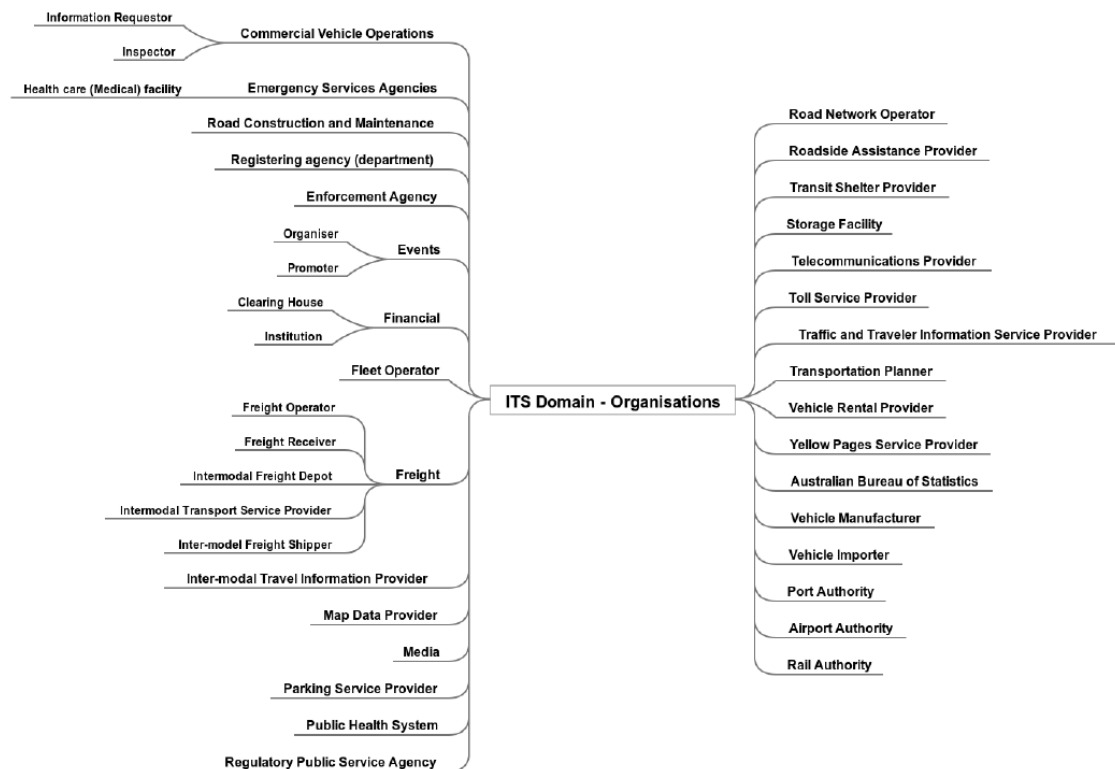 Information Requestor
Inspector
Commercial Vehicle Operations
Health care (Medical) facility
Emergency Services Agencies
Road Construction and Maintenance
Registering agency (department)
Enforcement Agency
Organiser
Promoter
Events
Clearing House
Institution
Financial
Fleet Operator
Freight Operator
Freight Receiver
Intermodal Freight Depot
Intermodal Transport Service Provider
Inter-model Freight Shipper
Freight
Inter-modal Travel Information Provider
Map Data Provider
Media
Parking Service Provider
Public Health System
Regulatory Public Service Agency
ITS Domain - Organisations
Road Network Operator
Roadside Assistance Provider
Transit Shelter Provider
Storage Facility
Telecommunications Provider
Toll Service Provider
Traffic and Traveler Information Service Provider
Transportation Planner
Vehicle Rental Provider
Yellow Pages Service Provider
Australian Bureau of Statistics
Vehicle Manufacturer
Vehicle Importer
Port Authority
Airport Authority
Rail Authority